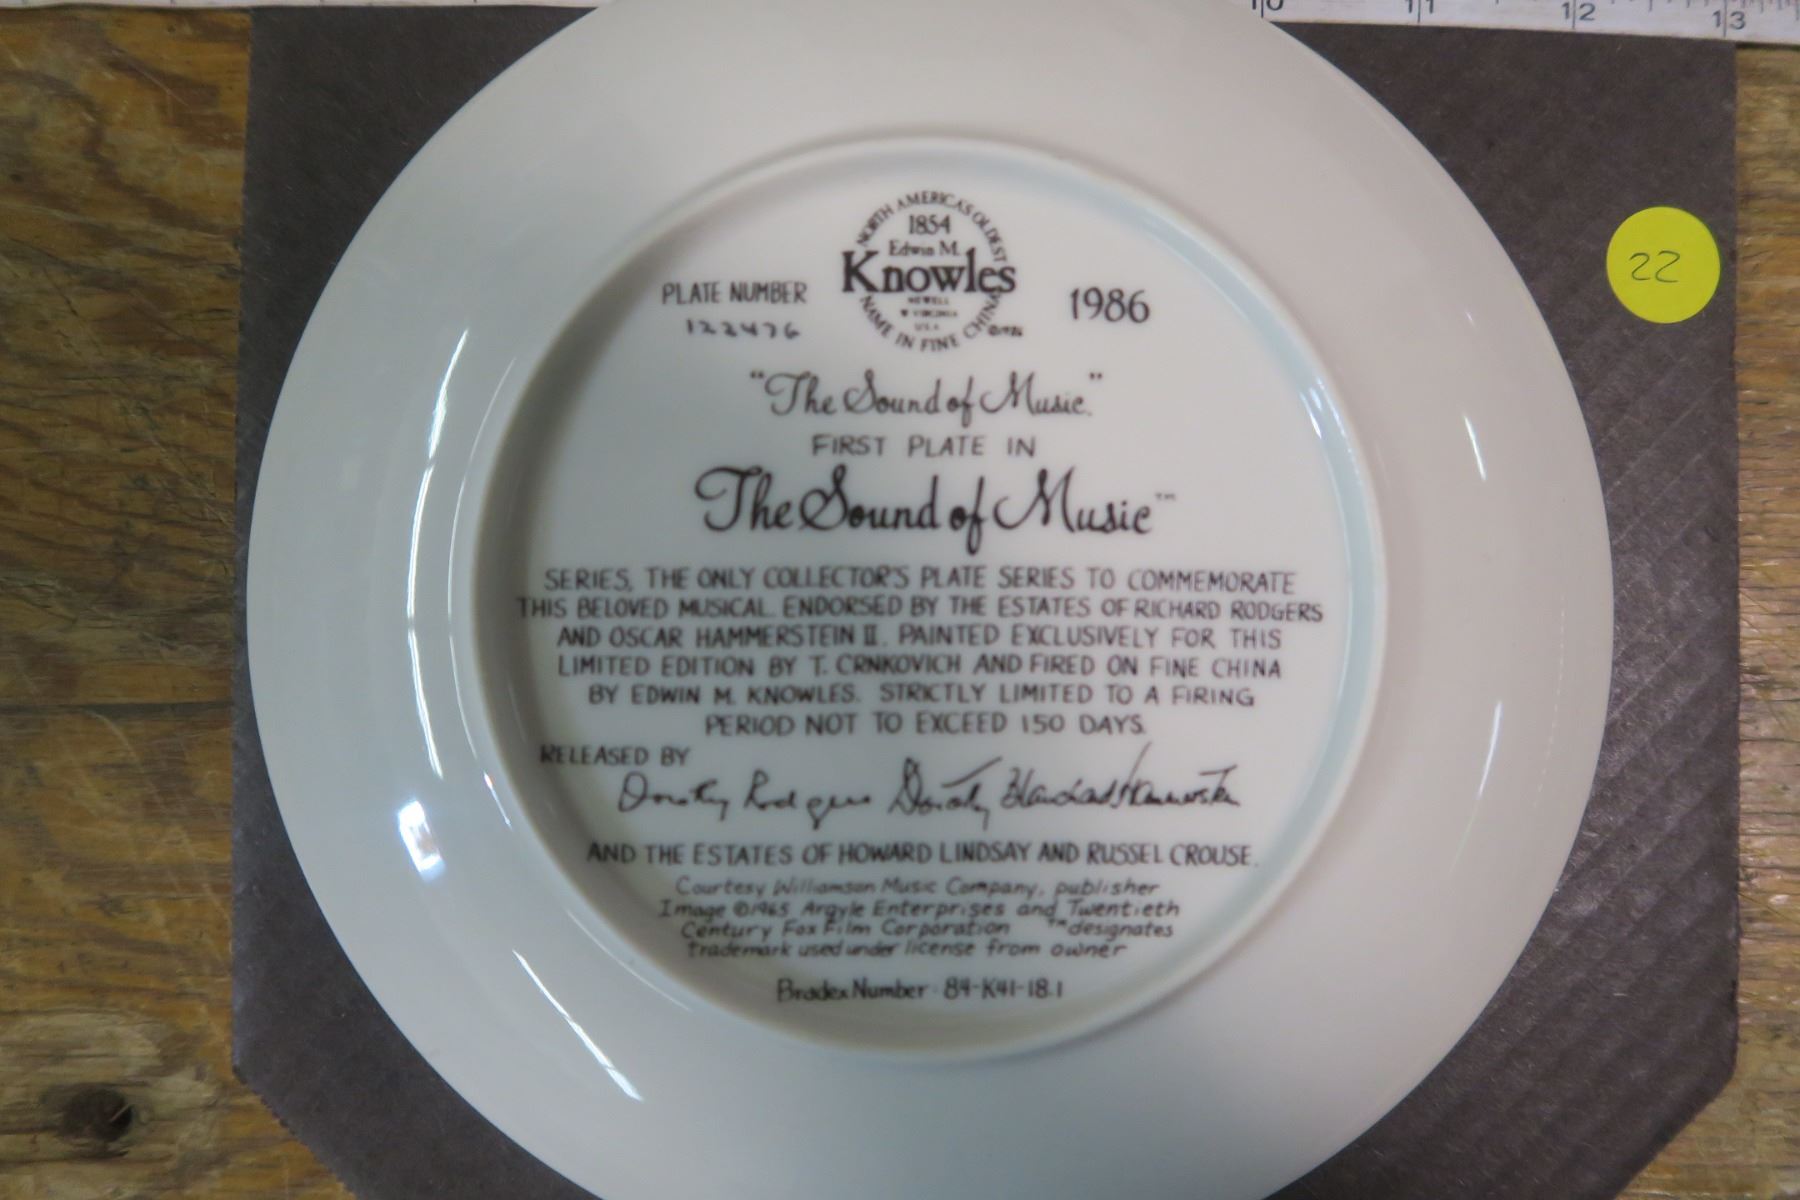 10 11 12 13
22
NORTH AMERICA'S OLDEST
1854
Edwin M.
Knowles
NEWELL
W VIRGINIA
U.S.A
NAME IN FINE CHINA
PLATE NUMBER
122476
1986
"The Sound of Music."
FIRST PLATE IN
The Sound of Music™
SERIES, THE ONLY COLLECTOR'S PLATE SERIES TO COMMEMORATE
THIS BELOVED MUSICAL. ENDORSED BY THE ESTATES OF RICHARD RODGERS
AND OSCAR HAMMERSTEIN II. PAINTED EXCLUSIVELY FOR THIS
LIMITED EDITION BY T. CRNKOVICH AND FIRED ON FINE CHINA
BY EDWIN M. KNOWLES. STRICTLY LIMITED TO A FIRING
PERIOD NOT TO EXCEED 150 DAYS.
RELEASED BY
Dorothy Rodgers Dorothy Blanchard Hammerstein
AND THE ESTATES OF HOWARD LINDSAY AND RUSSEL CROUSE.
Courtesy Williamson Music Company, publisher
Image ©1965 Argyle Enterprises and Twentieth
Century Fox Film Corporation ™designates
trademark used under license from owner
Bradex Number: 84-K41-18.1